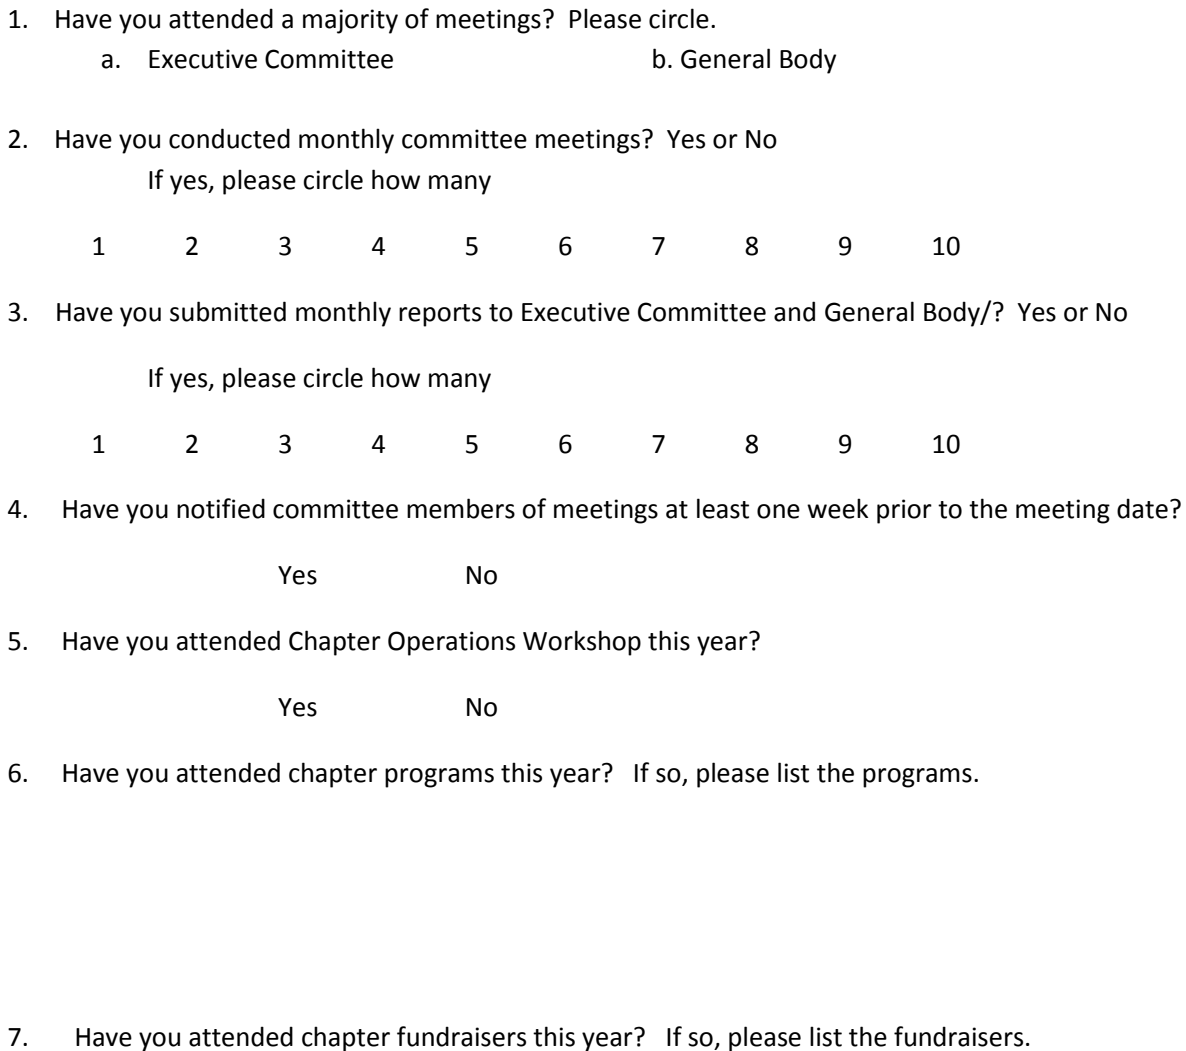 1. Have you attended a majority of meetings? Please circle.
a. Executive Committee b. General Body
2. Have you conducted monthly committee meetings? Yes or No
If yes, please circle how many
1 2 3 4 5 6 7 8 9 10
3. Have you submitted monthly reports to Executive Committee and General Body/? Yes or No
If yes, please circle how many
1 2 3 4 5 6 7 8 9 10
4. Have you notified committee members of meetings at least one week prior to the meeting date?
Yes No
5. Have you attended Chapter Operations Workshop this year?
Yes No
6. Have you attended chapter programs this year? If so, please list the programs.
7. Have you attended chapter fundraisers this year? If so, please list the fundraisers.